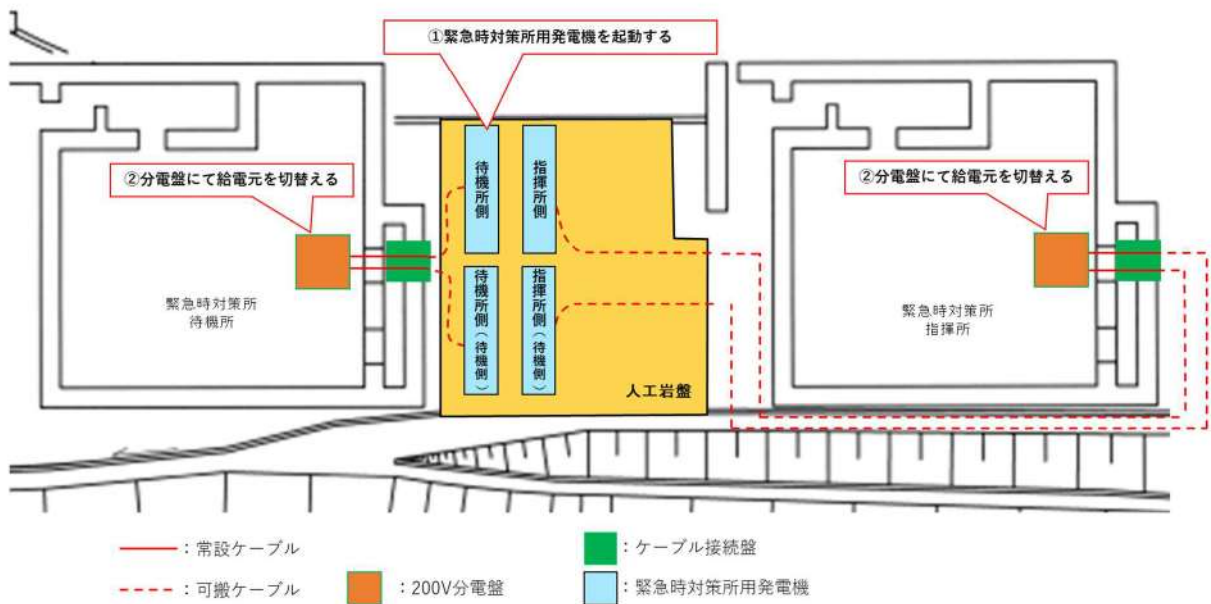 ①緊急時対策所用発電機を起動する
②分電盤にて給電元を切替える
②分電盤にて給電元を切替える
待機所側
指揮所側
待機所側(待機側)
指揮所側(待機側)
緊急時対策所
待機所
緊急時対策所
指揮所
人工岩盤
:常設ケーブル
:ケーブル接続盤
:可搬ケーブル
:200V分電盤
:緊急時対策所用発電機